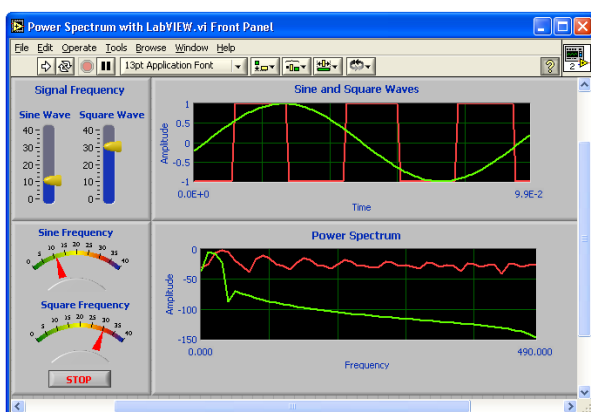 Power Spectrum with LabVIEW.vi Front Panel
File Edit Operate Tools Browse Window Help
13pt Application Font
2
Signal Frequency
Sine Wave Square Wave
40 40
30 30
20 20
10 10
0 0
Sine and Square Waves
Amplitude
1
0.5
0
-0.5
-1
0.0E+0 9.9E-2
Time
Sine Frequency
0 5 10 15 20 25 30 35 40
Square Frequency
0 5 10 15 20 25 30 35 40
STOP
Power Spectrum
Amplitude
0
-50
-100
-150
0.000 490.000
Frequency